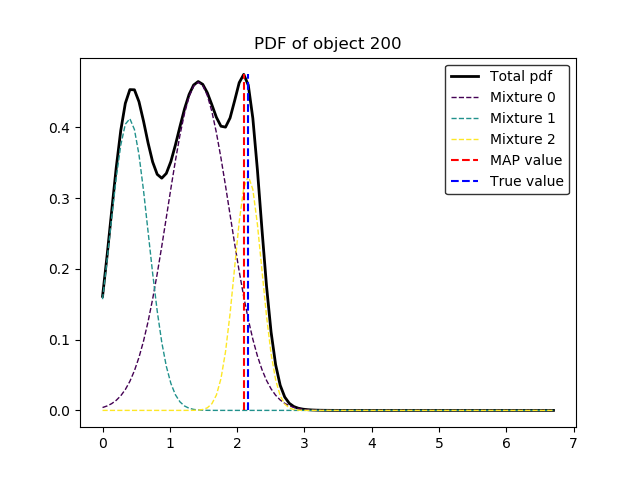 PDF of object 200
Total pdf
Mixture 0
Mixture 1
Mixture 2
MAP value
True value
0.4
0.3
0.2
0.1
0.0
0 1 2 3 4 5 6 7